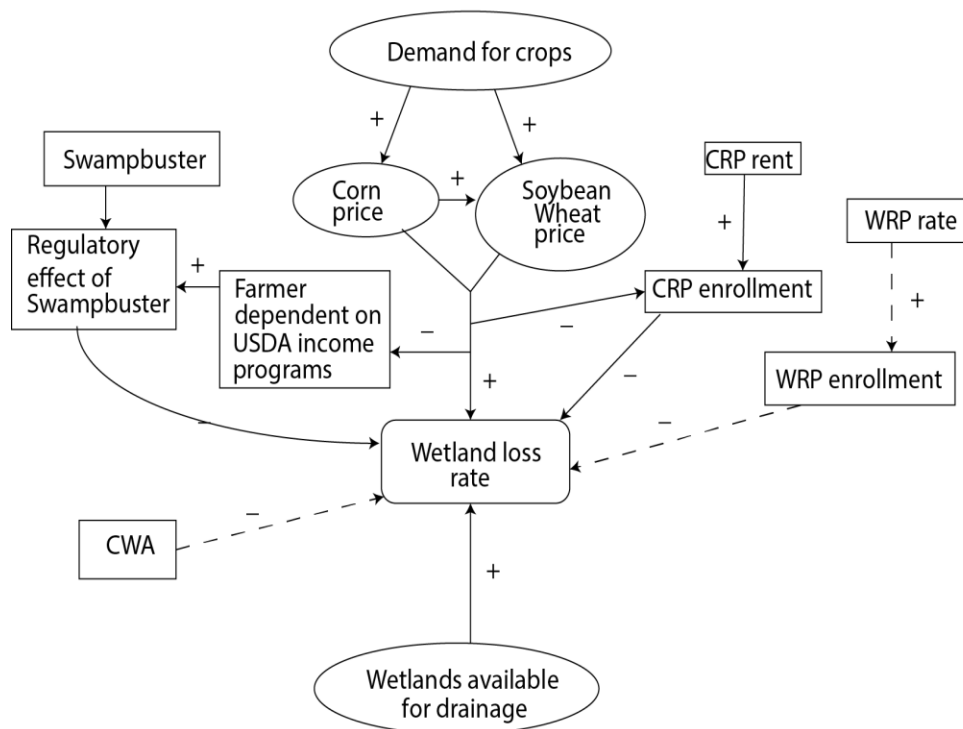 Demand for crops
+
+
Swampbuster
CRP rent
Corn
price
+
Soybean
Wheat
price
WRP rate
+
Regulatory
effect of
Swampbuster
+
Farmer
dependent on
USDA income
programs
CRP enrollment
+
–
–
WRP enrollment
–
+
–
–
Wetland loss
rate
–
CWA
+
Wetlands available
for drainage